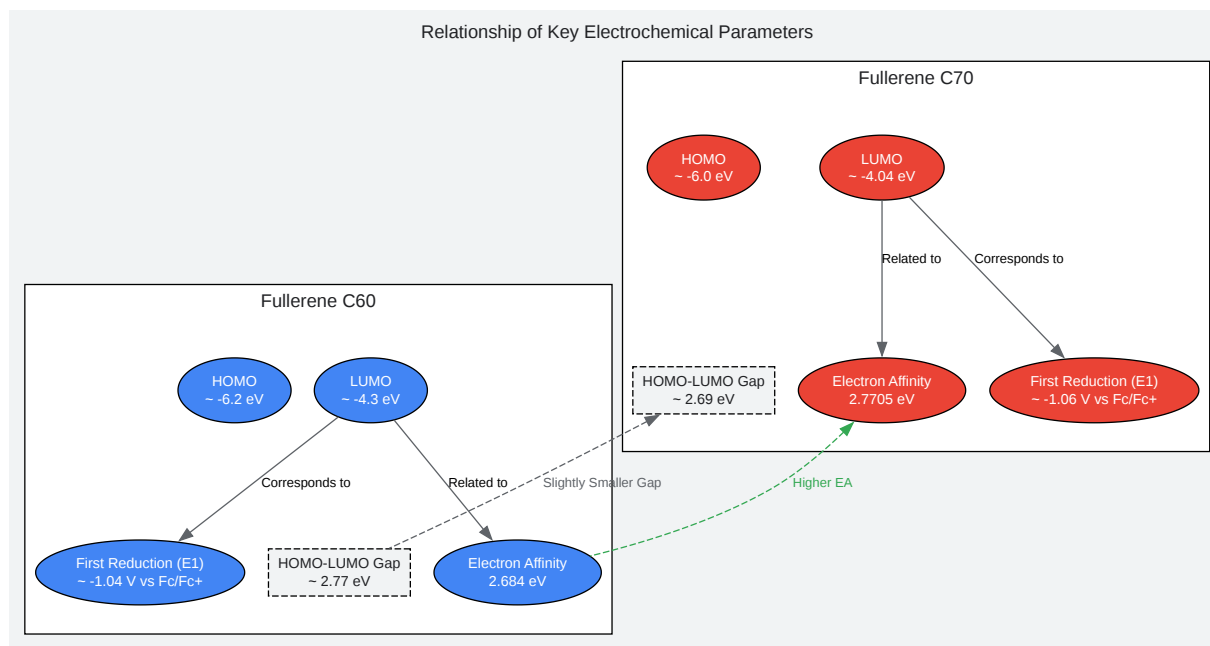 Relationship of Key Electrochemical Parameters
Fullerene C70
HOMO
~ -6.0 eV
LUMO
~ -4.04 eV
Related to
Corresponds to
HOMO-LUMO Gap
~ 2.69 eV
Electron Affinity
2.7705 eV
First Reduction (E1)
~ -1.06 V vs Fc/Fc+
Fullerene C60
HOMO
~ -6.2 eV
LUMO
~ -4.3 eV
Corresponds to
Related to
Slightly Smaller Gap
Higher EA
First Reduction (E1)
~ -1.04 V vs Fc/Fc+
HOMO-LUMO Gap
~ 2.77 eV
Electron Affinity
2.684 eV